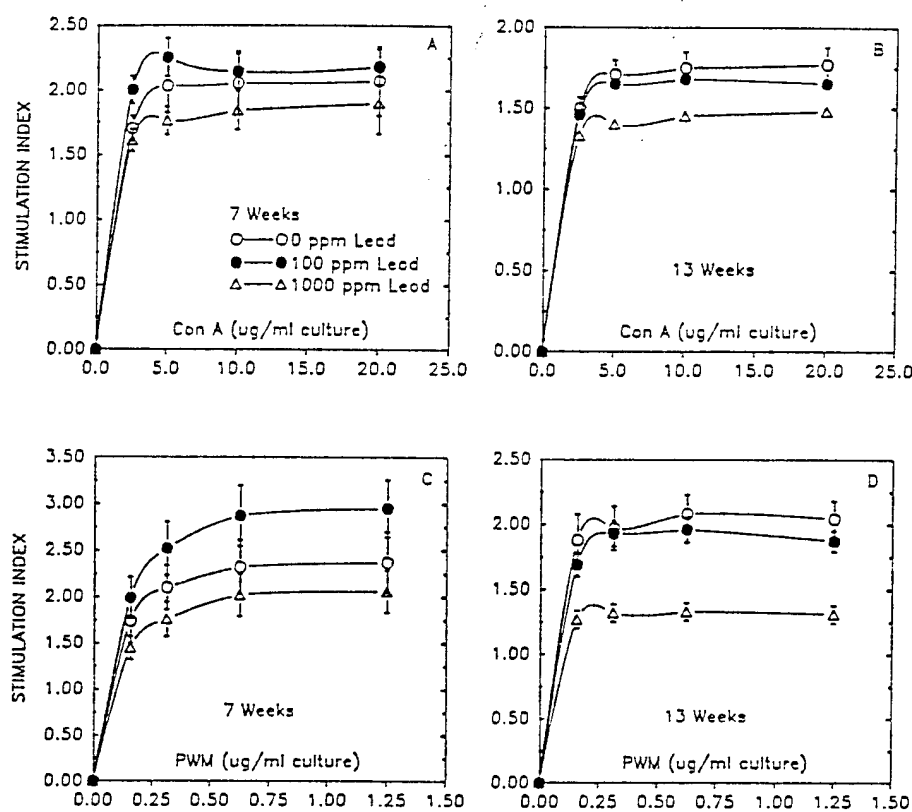 A
2.50
2.00
1.50
1.00
0.50
0.00
STIMULATION INDEX
7 Weeks
0 ppm Lead
100 ppm Lead
1000 ppm Lead
Con A (ug/ml culture)
0.0 5.0 10.0 15.0 20.0 25.0
B
2.00
1.50
1.00
0.50
0.00
13 Weeks
Con A (ug/ml culture)
0.0 5.0 10.0 15.0 20.0 25.0
C
3.50
3.00
2.50
2.00
1.50
1.00
0.50
0.00
STIMULATION INDEX
7 Weeks
PWM (ug/ml culture)
0.00 0.25 0.50 0.75 1.00 1.25 1.50
D
2.50
2.00
1.50
1.00
0.50
0.00
13 Weeks
PWM (ug/ml culture)
0.00 0.25 0.50 0.75 1.00 1.25 1.50